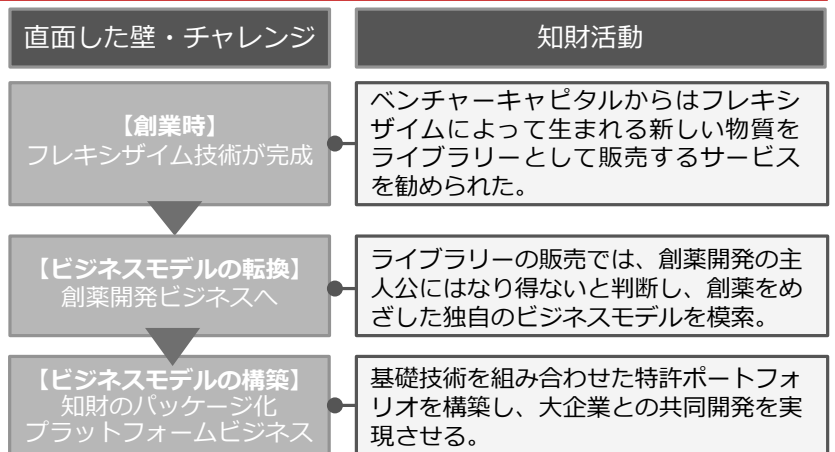 直面した壁・チャレンジ
知財活動
【創業時】
フレキシザイム技術が完成
ベンチャーキャピタルからはフレキシ
ザイムによって生まれる新しい物質を
ライブラリーとして販売するサービス
を勧められた。
【ビジネスモデルの転換】
創薬開発ビジネスへ
ライブラリーの販売では、創薬開発の主
人公にはなり得ないと判断し、創薬をめ
ざした独自のビジネスモデルを模索。
【ビジネスモデルの構築】
知財のパッケージ化
プラットフォームビジネス
基礎技術を組み合わせた特許ポートフォ
リオを構築し、大企業との共同開発を実
現させる。